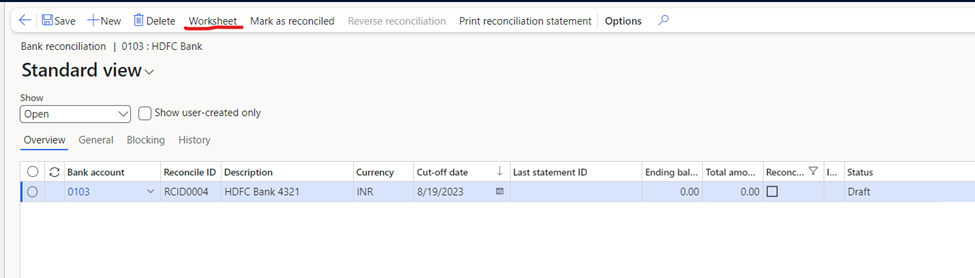 Save New Delete Worksheet Mark as reconciled Reverse reconciliation Print reconciliation statement Options
Bank reconciliation | 0103 : HDFC Bank
Standard view
Show
Open Show user-created only
Overview General Blocking History
Bank account Reconcile ID Description Currency Cut-off date Last statement ID Ending bal... Total amo... Reconc... I... Status
0103 RCID0004 HDFC Bank 4321 INR 8/19/2023 0.00 0.00 Draft